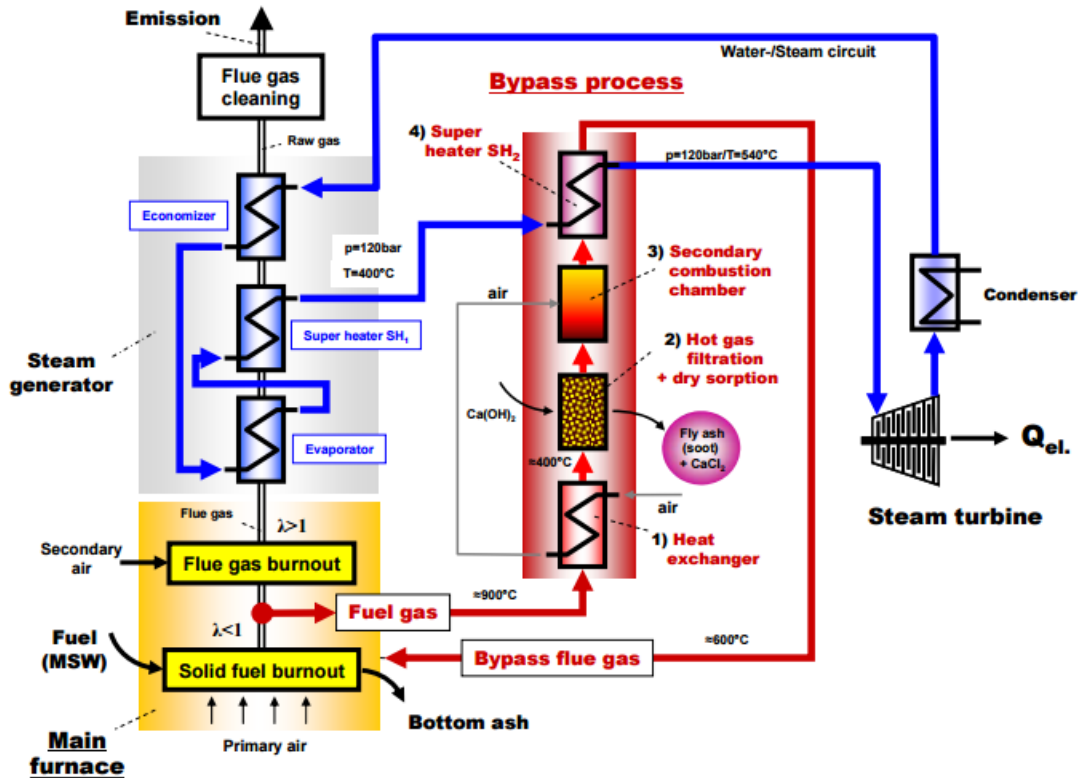 Emission
Flue gas
cleaning
Raw gas
Water-/Steam circuit
Bypass process
4) Super
heater SH₂
p=120bar/T=540°C
Economizer
p=120bar
T=400°C
3) Secondary
combustion
chamber
air
Condenser
Super heater SH₁
Steam
generator
2) Hot gas
filtration
+ dry sorption
Ca(OH)₂
Fly ash
(soot)
+ CaCl₂
Evaporator
≈400°C
Qel.
Steam turbine
air
1) Heat
exchanger
Flue gas
λ>1
Secondary
air
Flue gas burnout
Fuel gas
≈900°C
λ<1
Fuel
(MSW)
≈600°C
Bypass flue gas
Solid fuel burnout
Bottom ash
Primary air
Main
furnace